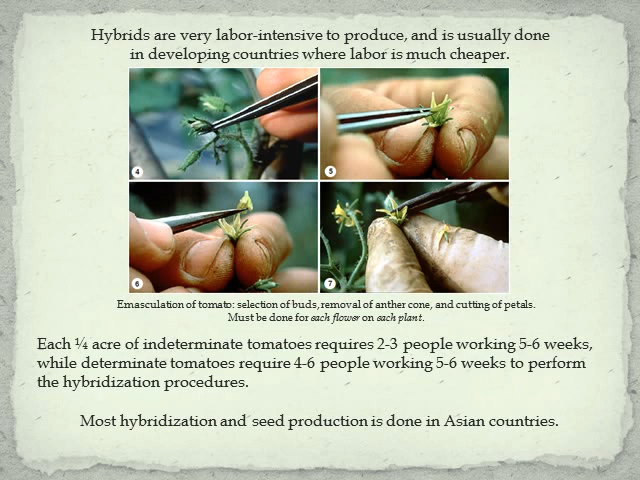 Hybrids are very labor-intensive to produce, and is usually done
in developing countries where labor is much cheaper.
4
5
6
7
Emasculation of tomato: selection of buds, removal of anther cone, and cutting of petals.
Must be done for each flower on each plant.
Each ¼ acre of indeterminate tomatoes requires 2-3 people working 5-6 weeks,
while determinate tomatoes require 4-6 people working 5-6 weeks to perform
the hybridization procedures.
Most hybridization and seed production is done in Asian countries.